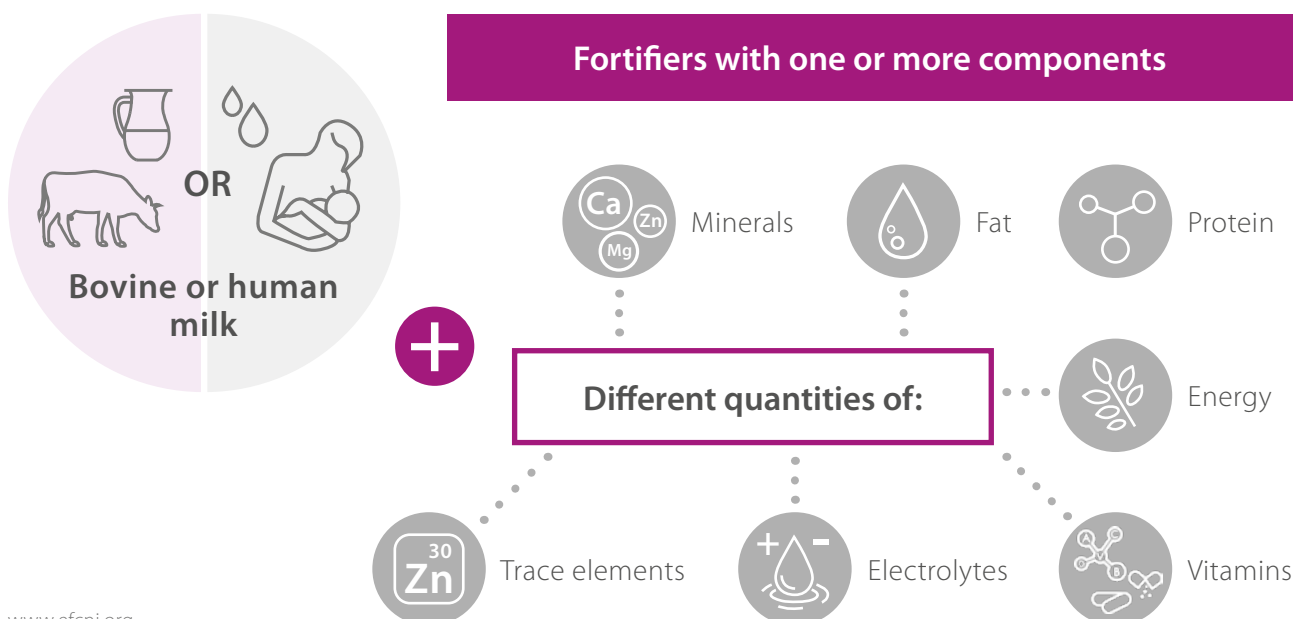 Fortifiers with one or more components
OR
Bovine or human
milk
Ca
Zn
Mg
Minerals
Fat
Protein
Different quantities of:
Energy
30
Zn
Trace elements
Electrolytes
Vitamins